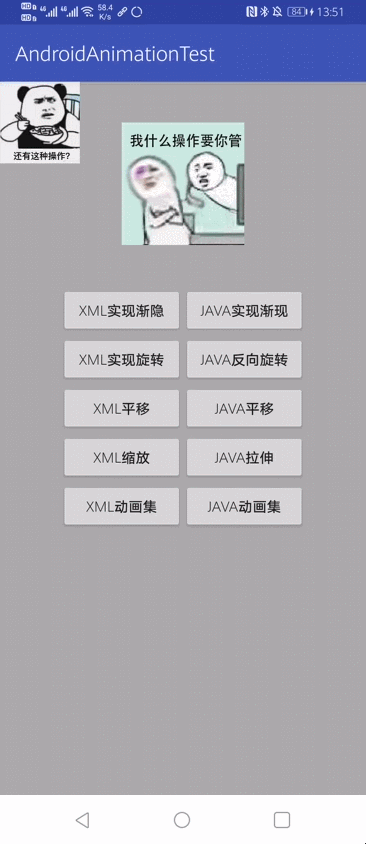 HD 4G 4G 58.4 K/s 84 13:51
HD
AndroidAnimationTest
还有这种操作?
我什么操作要你管
XML实现渐隐 JAVA实现渐现
XML实现旋转 JAVA反向旋转
XML平移 JAVA平移
XML缩放 JAVA拉伸
XML动画集 JAVA动画集